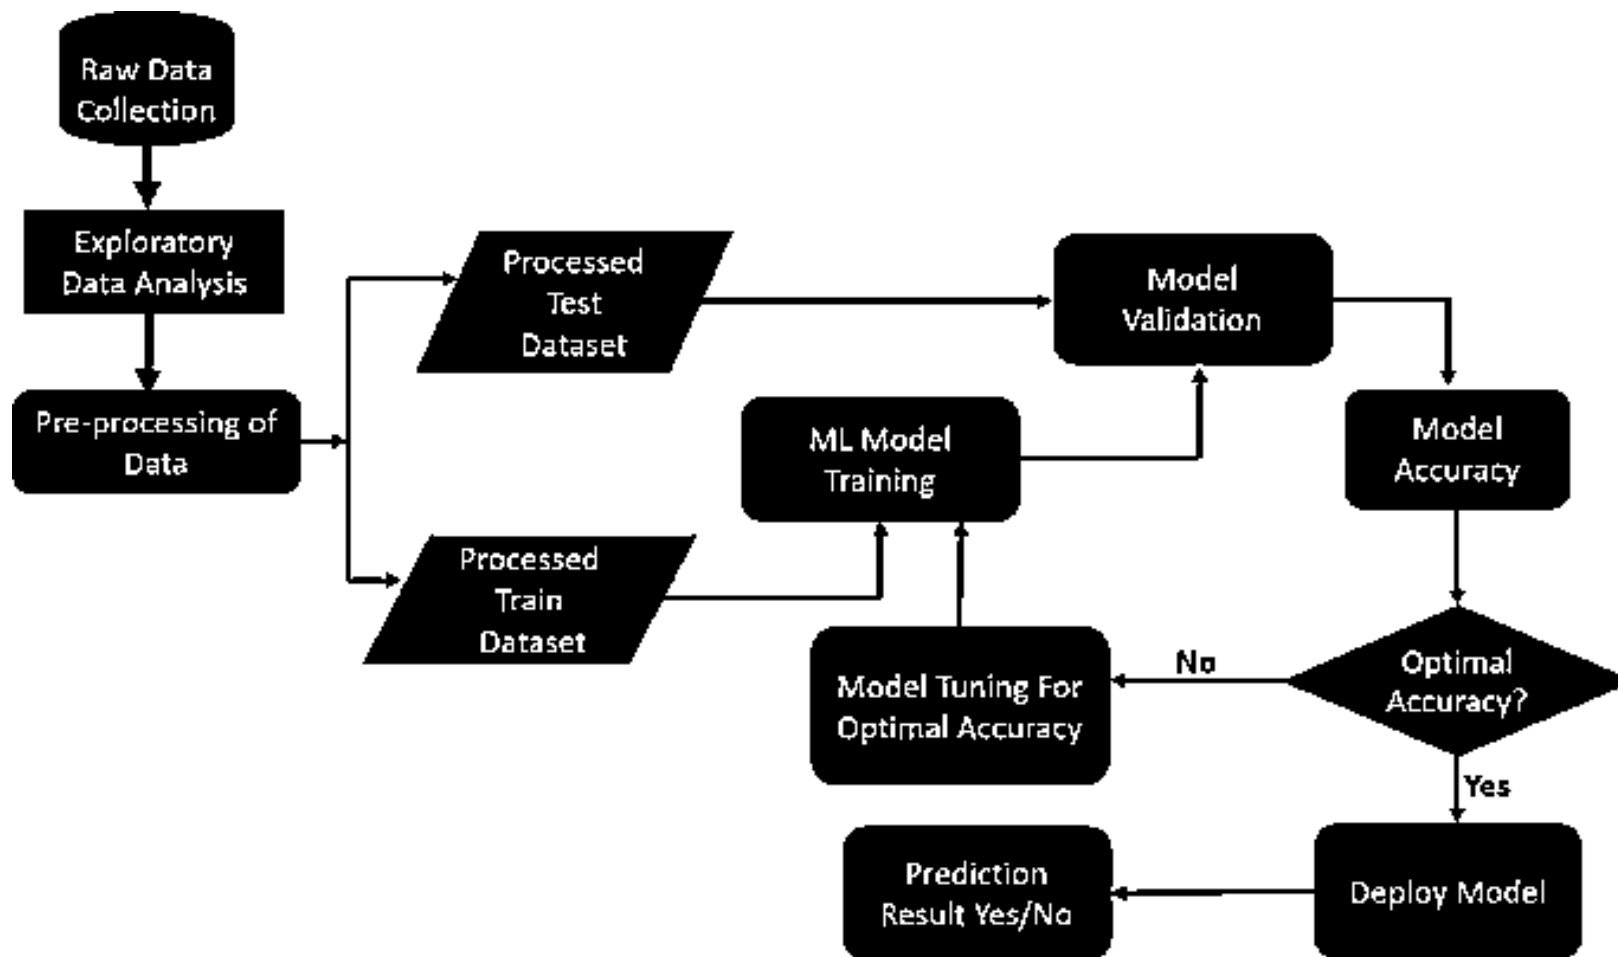 Raw Data
Collection
Exploratory
Data Analysis
Pre-processing of
Data
Processed
Test
Dataset
Processed
Train
Dataset
ML Model
Training
Model
Validation
Model
Accuracy
Optimal
Accuracy?
No
Model Tuning For
Optimal Accuracy
Yes
Deploy Model
Prediction
Result Yes/No